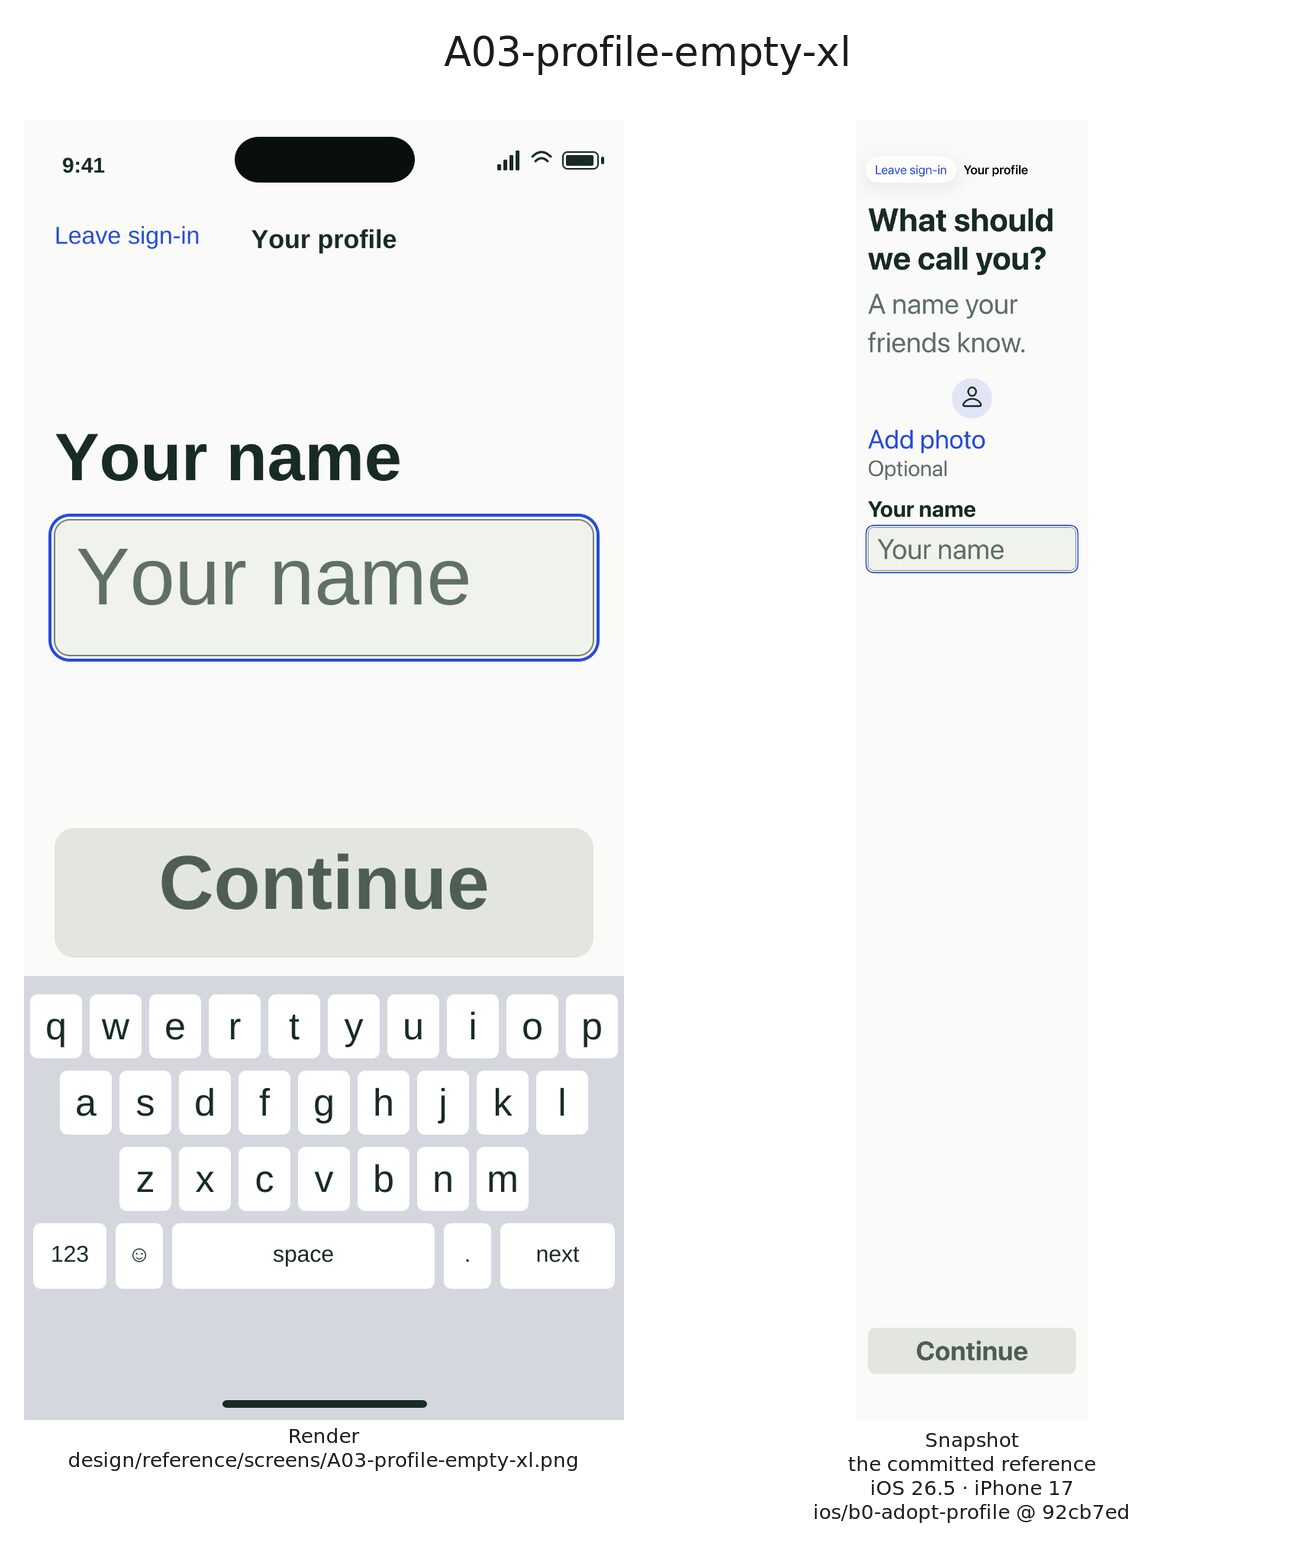 A03-profile-empty-xl
9:41
Leave sign-in Your profile
Your name
Your name
Continue
q w e r t y u i o p
a s d f g h j k l
z x c v b n m
123 ☺ space . next
Render
design/reference/screens/A03-profile-empty-xl.png
Leave sign-in Your profile
What should
we call you?
A name your
friends know.
Add photo
Optional
Your name
Your name
Continue
Snapshot
the committed reference
iOS 26.5 · iPhone 17
ios/b0-adopt-profile @ 92cb7ed